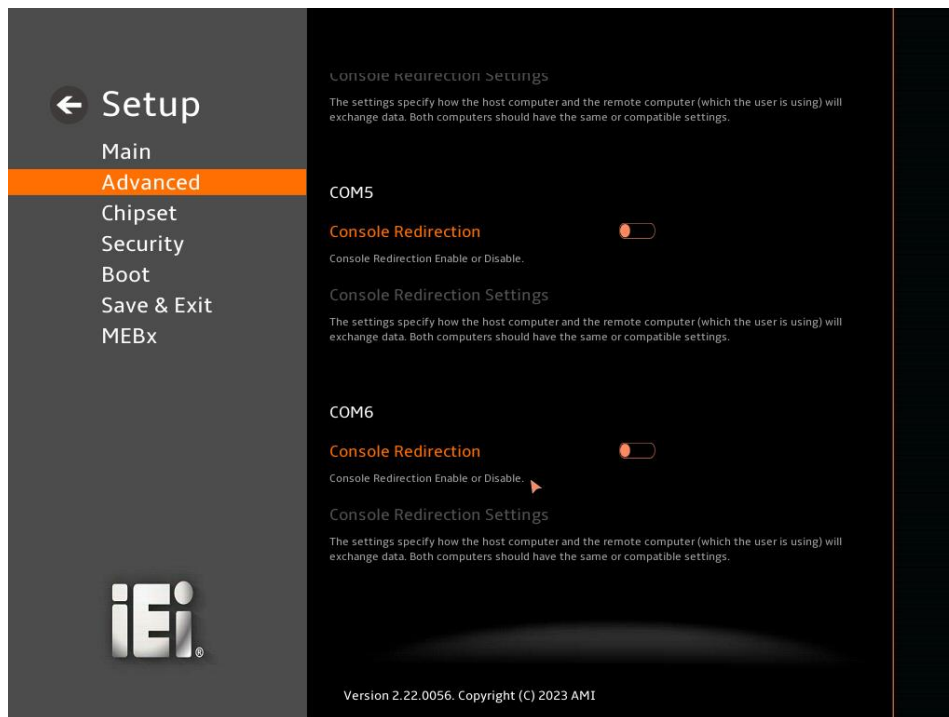 Setup
Main
Advanced
Chipset
Security
Boot
Save & Exit
MEBx
Console Redirection Settings
The settings specify how the host computer and the remote computer (which the user is using) will
exchange data. Both computers should have the same or compatible settings.
COM5
Console Redirection
Console Redirection Enable or Disable.
Console Redirection Settings
The settings specify how the host computer and the remote computer (which the user is using) will
exchange data. Both computers should have the same or compatible settings.
COM6
Console Redirection
Console Redirection Enable or Disable.
Console Redirection Settings
The settings specify how the host computer and the remote computer (which the user is using) will
exchange data. Both computers should have the same or compatible settings.
iEi®
Version 2.22.0056. Copyright (C) 2023 AMI